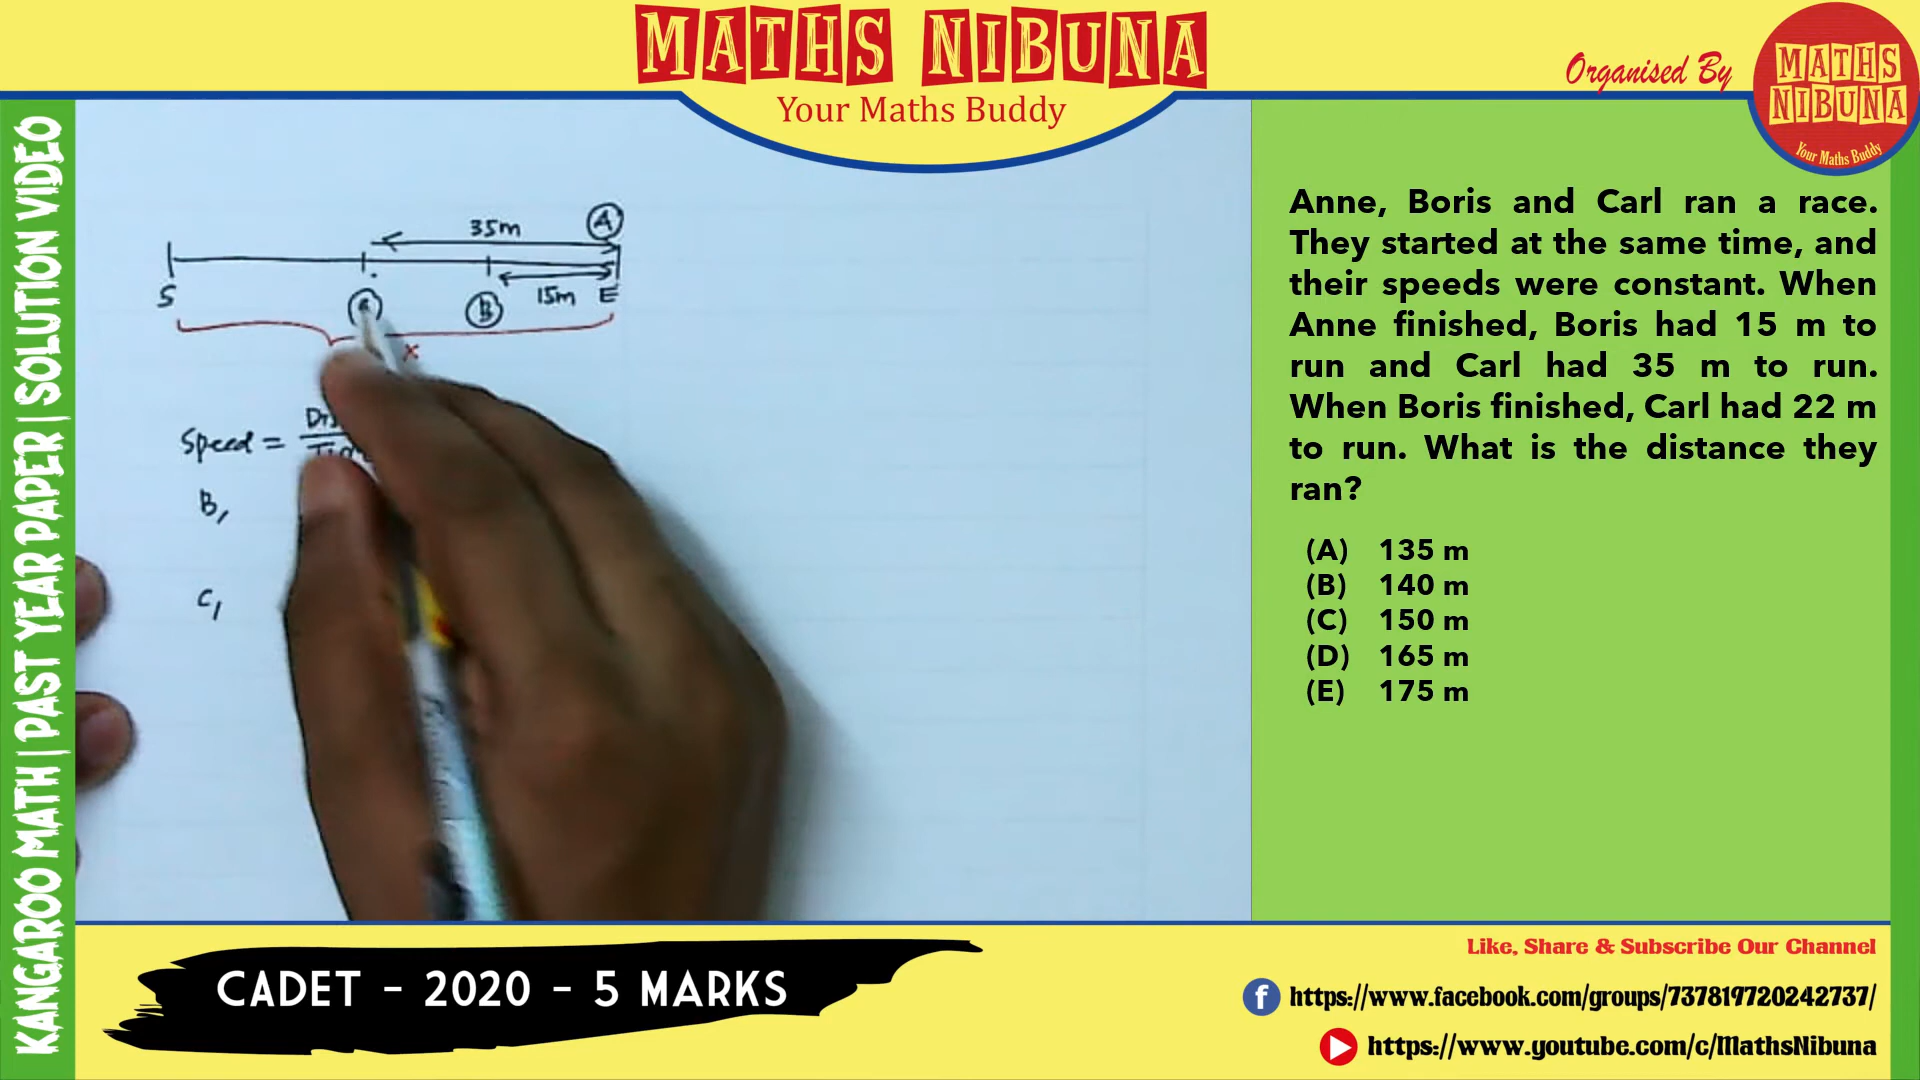 MATHS NIBUNA
Your Maths Buddy
Organised By
MATHS
NIBUNA
Your Maths Buddy
KANGAROO MATH | PAST YEAR PAPER | SOLUTION VIDEO
35m
A
S
B
15m
E
x
Speed =
B,
C,
Anne, Boris and Carl ran a race.
They started at the same time, and
their speeds were constant. When
Anne finished, Boris had 15 m to
run and Carl had 35 m to run.
When Boris finished, Carl had 22 m
to run. What is the distance they
ran?
(A) 135 m
(B) 140 m
(C) 150 m
(D) 165 m
(E) 175 m
CADET - 2020 - 5 MARKS
Like, Share & Subscribe Our Channel
https://www.facebook.com/groups/737819720242737/
https://www.youtube.com/c/MathsNibuna